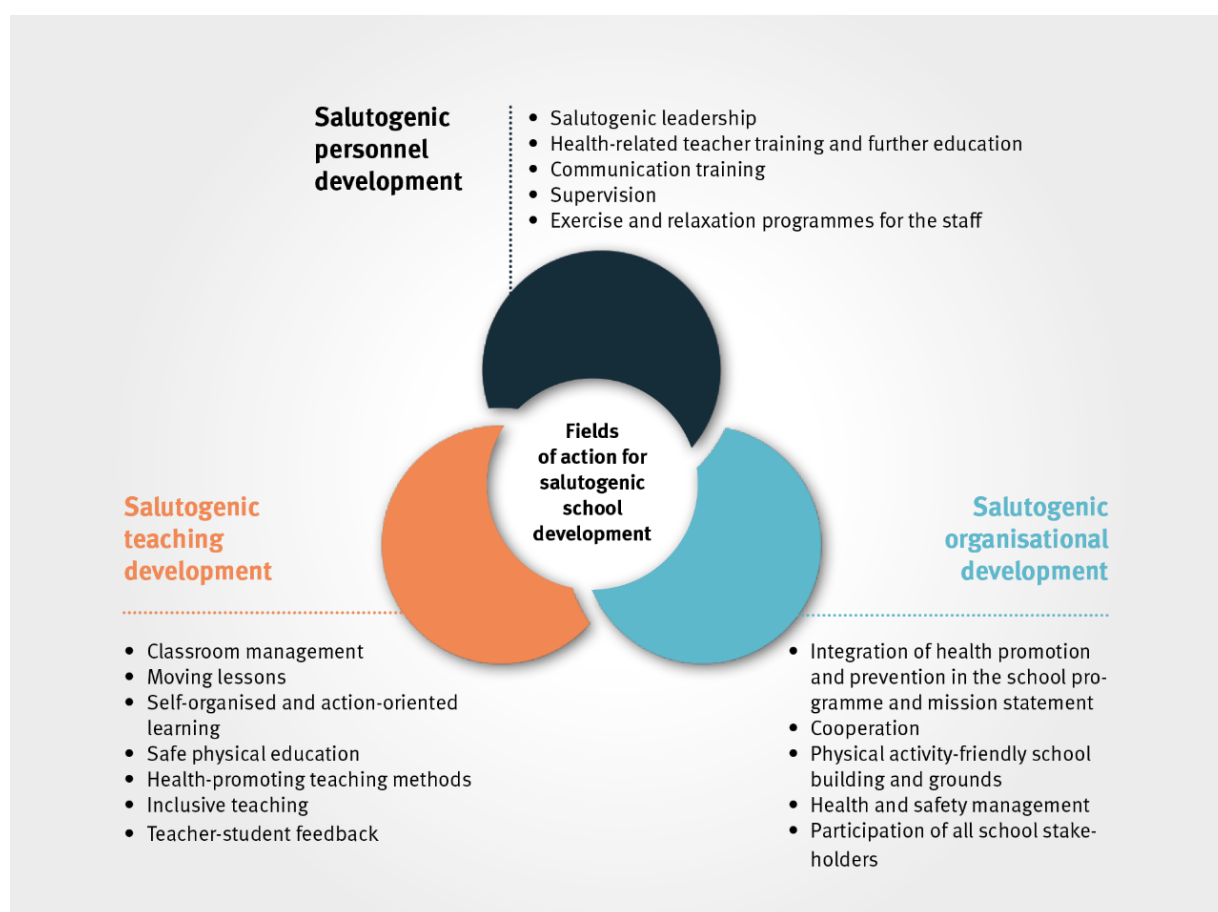 Salutogenic
personnel
development
• Salutogenic leadership
• Health-related teacher training and further education
• Communication training
• Supervision
• Exercise and relaxation programmes for the staff
Fields
of action for
salutogenic
school
development
Salutogenic
teaching
development
• Classroom management
• Moving lessons
• Self-organised and action-oriented
learning
• Safe physical education
• Health-promoting teaching methods
• Inclusive teaching
• Teacher-student feedback
Salutogenic
organisational
development
• Integration of health promotion
and prevention in the school pro-
gramme and mission statement
• Cooperation
• Physical activity-friendly school
building and grounds
• Health and safety management
• Participation of all school stake-
holders